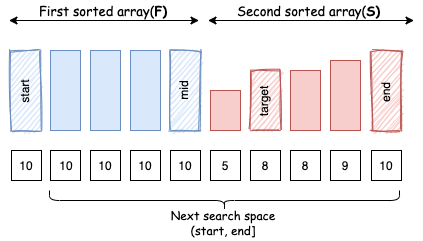 First sorted array(F) Second sorted array(S)
start mid target end
10 10 10 10 10 5 8 8 9 10
Next search space
(start, end]